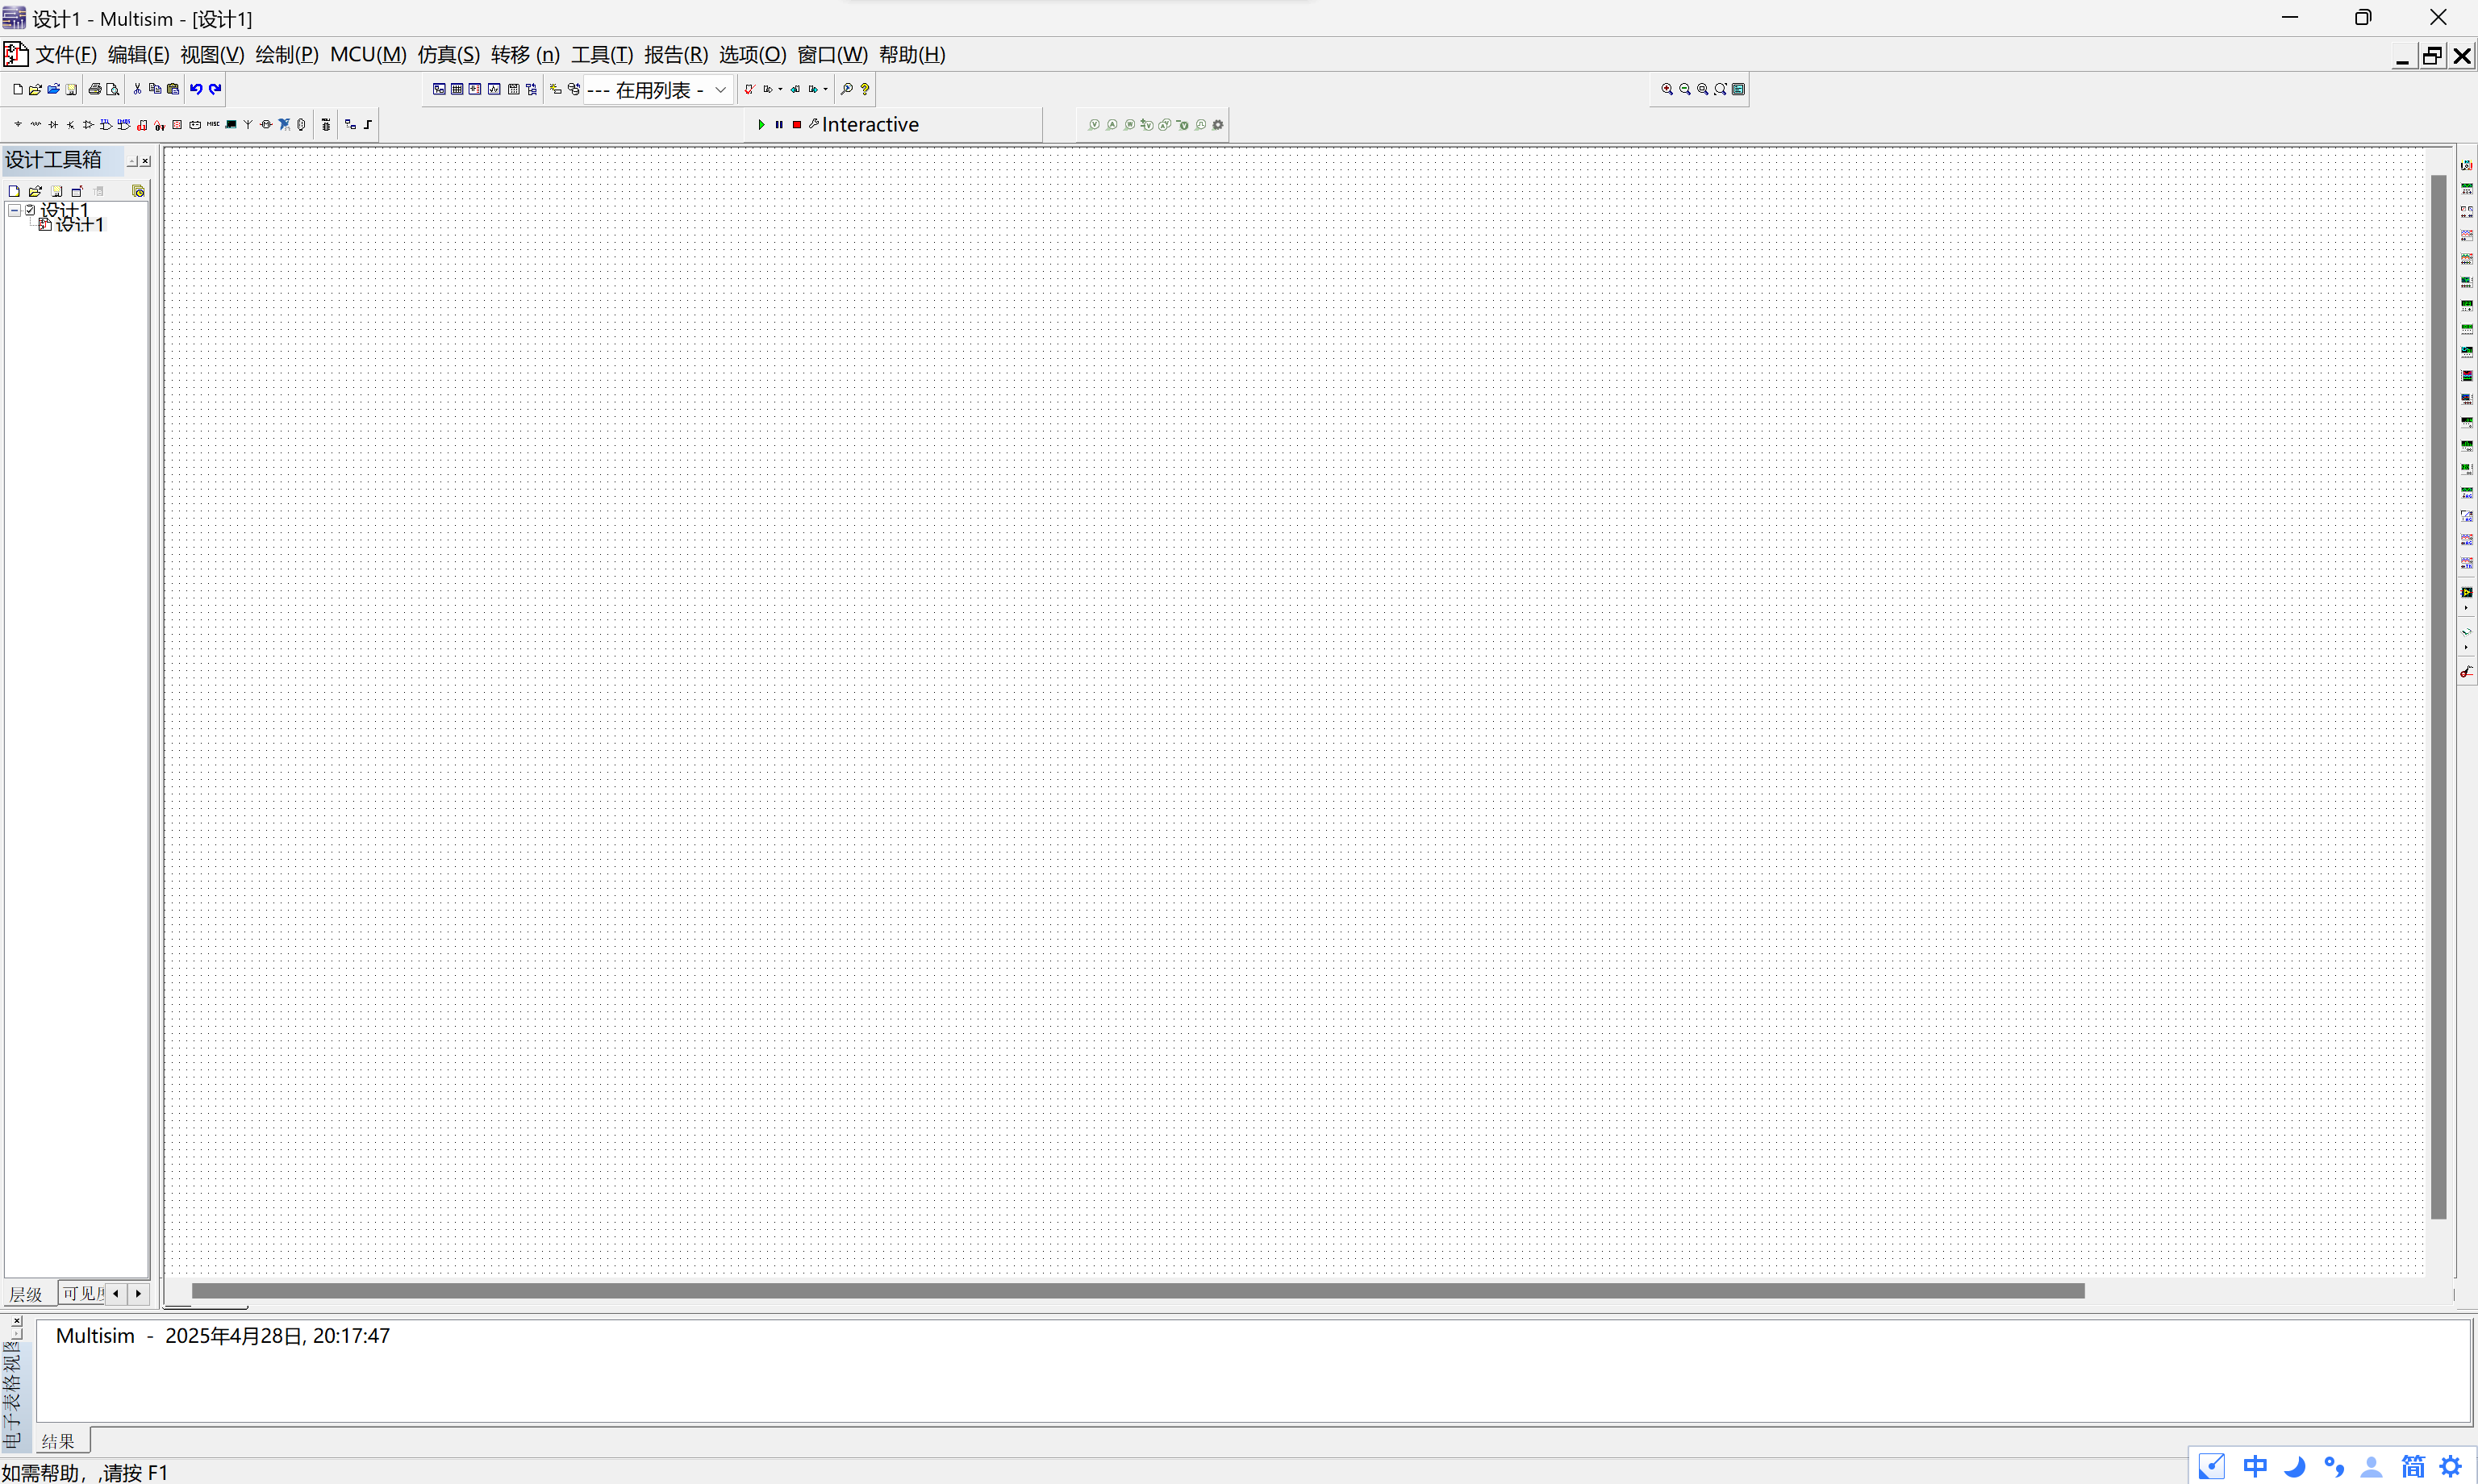 设计1 - Multisim - [设计1]
文件(F) 编辑(E) 视图(V) 绘制(P) MCU(M) 仿真(S) 转移 (n) 工具(T) 报告(R) 选项(O) 窗口(W) 帮助(H)
--- 在用列表 -
MISC
Interactive
设计工具箱
设计1
设计1
层级 可见
Multisim - 2025年4月28日, 20:17:47
电子表格视图
结果
如需帮助，,请按 F1
中 简